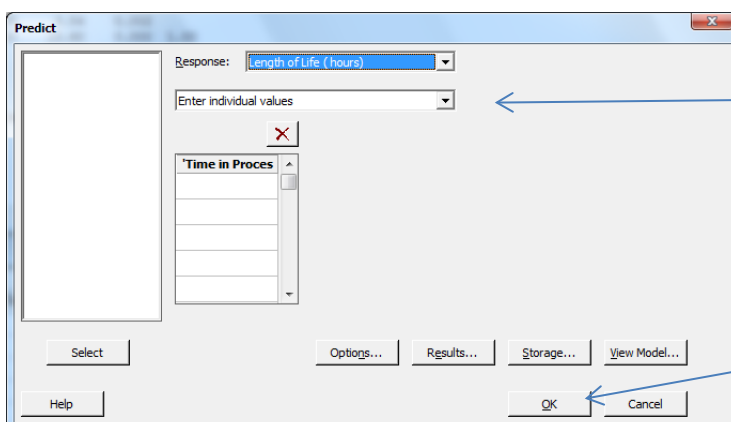 Predict
Response: Length of Life ( hours)
Enter individual values
'Time in Proces
Select
Options...
Results...
Storage...
View Model...
Help
OK
Cancel